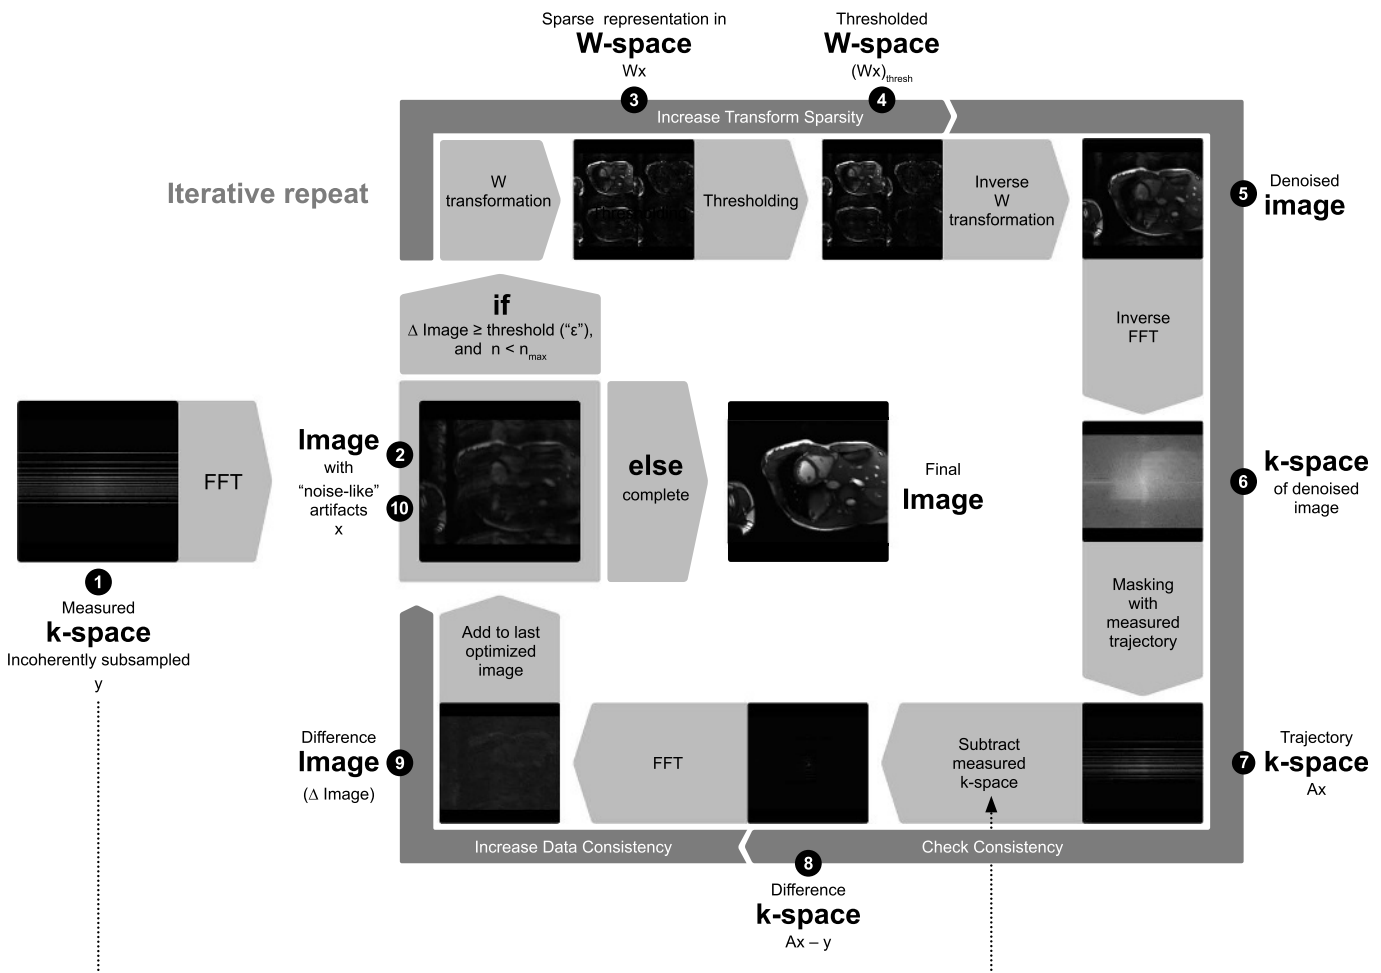 Sparse representation in
W-space
Wx
3
Thresholded
W-space
(Wx)thresh
4
Increase Transform Sparsity
Iterative repeat
W
transformation
Thresholding
Inverse
W
transformation
5
Denoised
image
if
Δ Image ≥ threshold (“ε”),
and n < nmax
Inverse
FFT
FFT
Image
with
“noise-like”
artifacts
x
2
10
else
complete
Final
Image
k-space
of denoised
image
6
1
Measured
k-space
Incoherently subsampled
y
Masking
with
measured
trajectory
Add to last
optimized
image
Difference
Image
(Δ Image)
9
FFT
Subtract
measured
k-space
7
Trajectory
k-space
Ax
Increase Data Consistency
Check Consistency
8
Difference
k-space
Ax – y